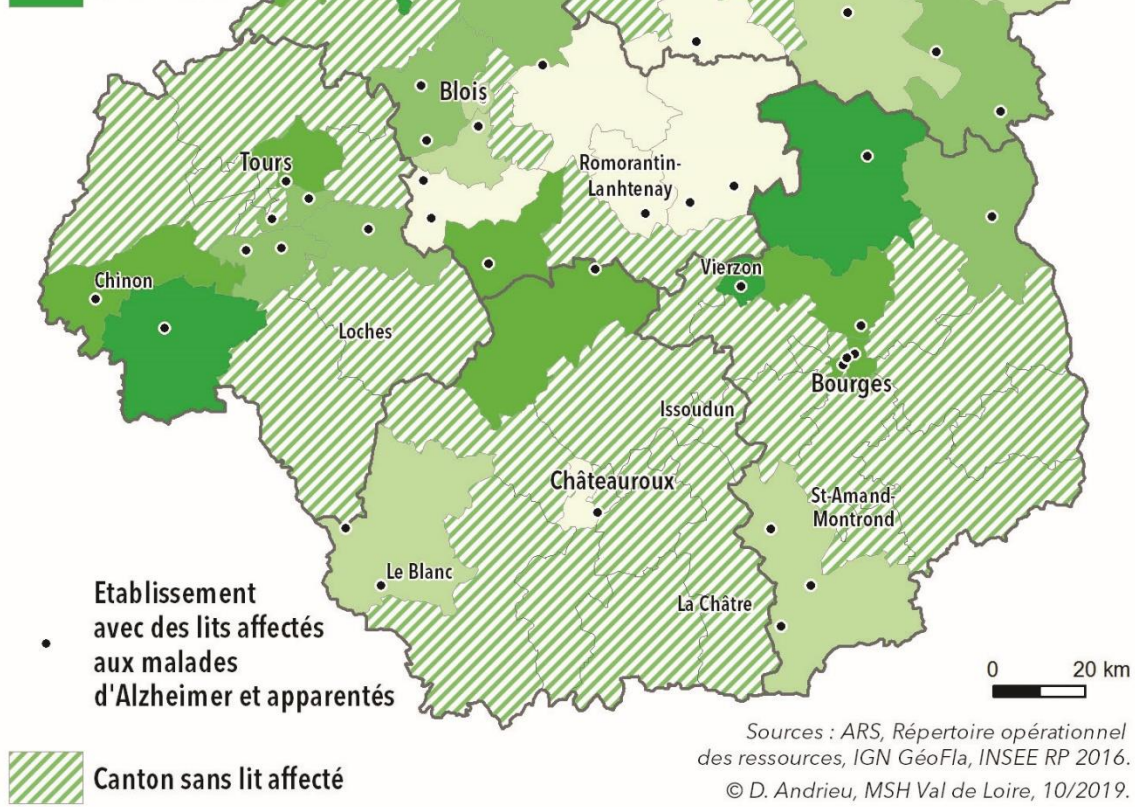 Blois
Tours
Romorantin-
Lanhtenay
Vierzon
Chinon
Loches
Bourges
Issoudun
Châteauroux
St-Amand-
Montrond
Le Blanc
La Châtre
Etablissement
avec des lits affectés
aux malades
d'Alzheimer et apparentés
0 20 km
Sources : ARS, Répertoire opérationnel
des ressources, IGN GéoFla, INSEE RP 2016.
Canton sans lit affecté
© D. Andrieu, MSH Val de Loire, 10/2019.